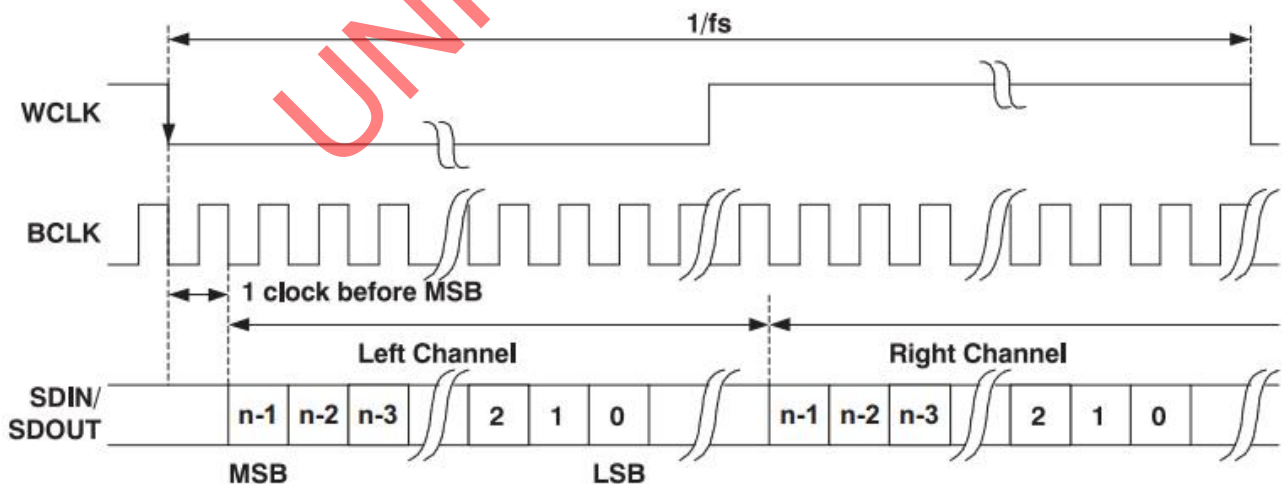 1/fs
WCLK
BCLK
1 clock before MSB
Left Channel
Right Channel
SDIN/
SDOUT
n-1 n-2 n-3 2 1 0 n-1 n-2 n-3 2 1 0
MSB
LSB